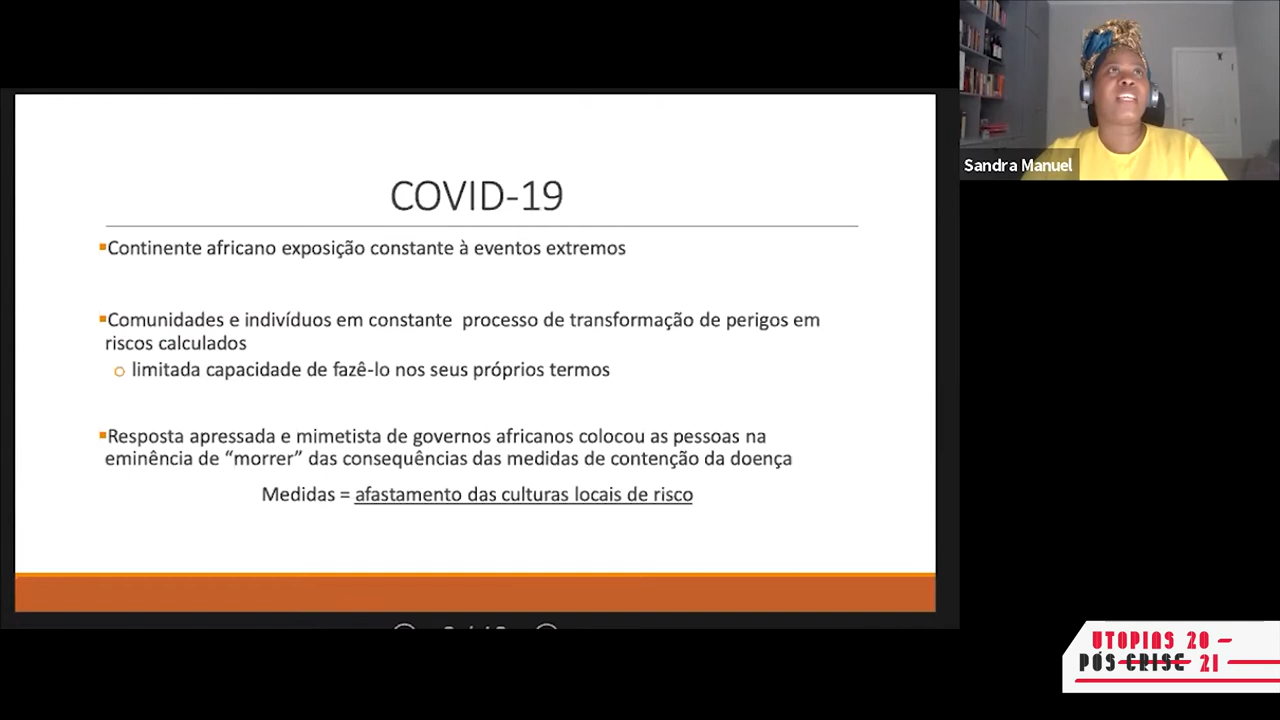 COVID-19
Continente africano exposição constante à eventos extremos
Comunidades e indivíduos em constante processo de transformação de perigos em
riscos calculados
limitada capacidade de fazê-lo nos seus próprios termos
Resposta apressada e mimetista de governos africanos colocou as pessoas na
eminência de “morrer” das consequências das medidas de contenção da doença
Medidas = afastamento das culturas locais de risco
Sandra Manuel
UTOPIAS 20
PÓS CRISE 21